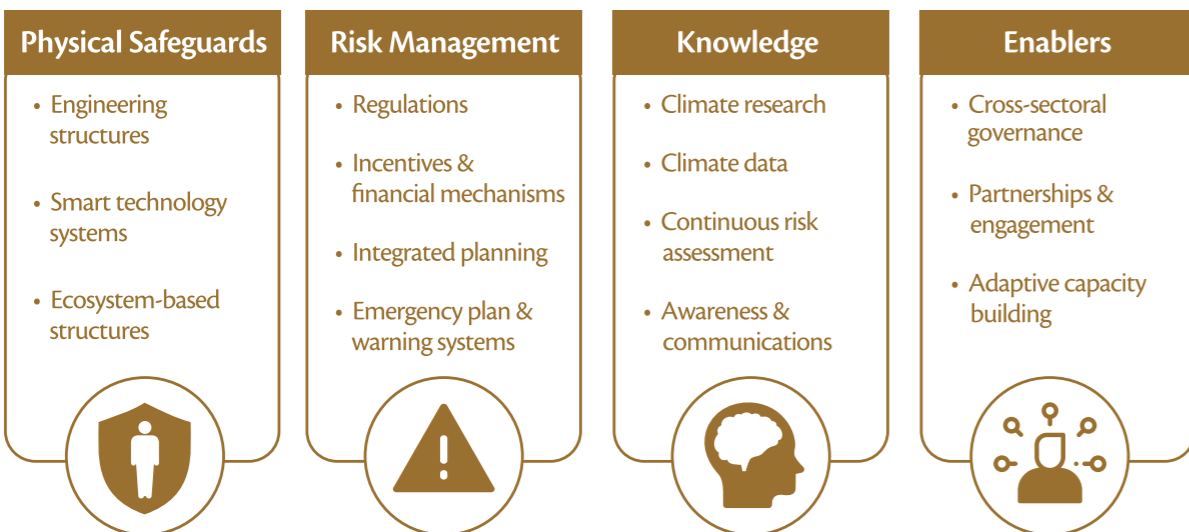 Physical Safeguards
• Engineering
structures
• Smart technology
systems
• Ecosystem-based
structures
Risk Management
• Regulations
• Incentives &
financial mechanisms
• Integrated planning
• Emergency plan &
warning systems
Knowledge
• Climate research
• Climate data
• Continuous risk
assessment
• Awareness &
communications
Enablers
• Cross-sectoral
governance
• Partnerships &
engagement
• Adaptive capacity
building